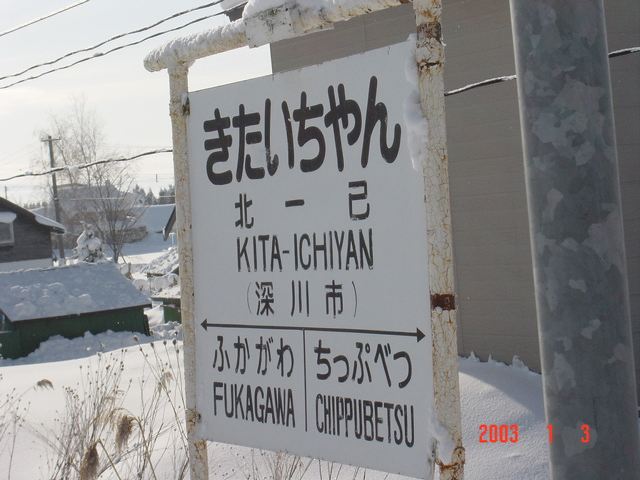 きたいちやん
北一己
KITA-ICHIYAN
(深川市)
ふかがわ
FUKAGAWA
ちっぷべつ
CHIPPUBETSU
2003 1 3